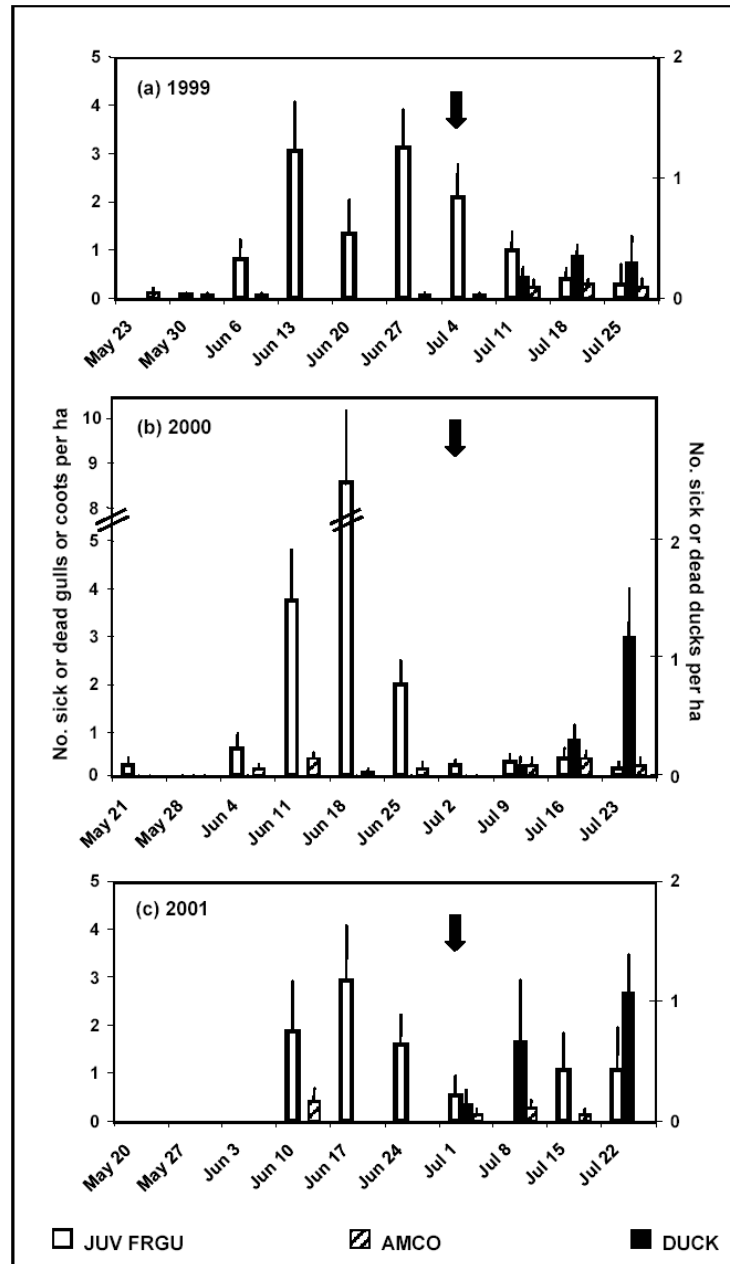 (a) 1999
5
4
3
2
1
0
2
1
0
May 23
May 30
Jun 6
Jun 13
Jun 20
Jun 27
Jul 4
Jul 11
Jul 18
Jul 25
No. sick or dead gulls or coots per ha
No. sick or dead ducks per ha
(b) 2000
10
9
8
5
4
3
2
1
0
2
1
0
May 21
May 28
Jun 4
Jun 11
Jun 18
Jun 25
Jul 2
Jul 9
Jul 16
Jul 23
(c) 2001
5
4
3
2
1
0
2
1
0
May 20
May 27
Jun 3
Jun 10
Jun 17
Jun 24
Jul 1
Jul 8
Jul 15
Jul 22
JUV FRGU
AMCO
DUCK